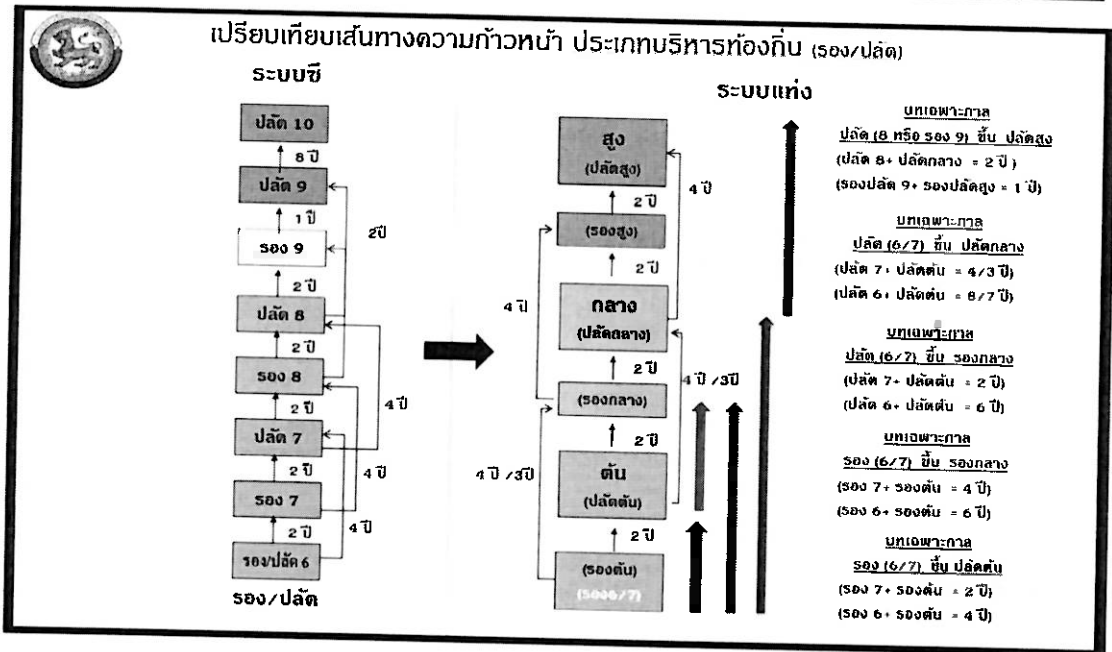 เปรียบเทียบเส้นทางความก้าวหน้า ประเภทบริหารท้องถิ่น (รอง/ปลัด)
ระบบซี
ปลัด 10
8 ปี
ปลัด 9
1 ปี
2ปี
รอง 9
2 ปี
ปลัด 8
2 ปี
รอง 8
2 ปี
4 ปี
ปลัด 7
2 ปี
4 ปี
รอง 7
2 ปี
4 ปี
รอง/ปลัด 6
รอง/ปลัด
ระบบแท่ง
สูง
(ปลัดสูง)
4 ปี
2 ปี
(รองสูง)
2 ปี
4 ปี
กลาง
(ปลัดกลาง)
2 ปี
4 ปี /3ปี
(รองกลาง)
2 ปี
4 ปี /3ปี
ต้น
(ปลัดต้น)
2 ปี
(รองต้น)
(รอง6/7)
บทเฉพาะกาล
ปลัด (8 หรือ รอง 9) ขึ้น ปลัดสูง
(ปลัด 8+ ปลัดกลาง = 2 ปี)
(รองปลัด 9+ รองปลัดสูง = 1 ปี)
บทเฉพาะกาล
ปลัด (6/7) ขึ้น ปลัดกลาง
(ปลัด 7+ ปลัดต้น = 4/3 ปี)
(ปลัด 6+ ปลัดต้น = 8/7 ปี)
บทเฉพาะกาล
ปลัด (6/7) ขึ้น รองกลาง
(ปลัด 7+ ปลัดต้น = 2 ปี)
(ปลัด 6+ ปลัดต้น = 6 ปี)
บทเฉพาะกาล
รอง (6/7) ขึ้น รองกลาง
(รอง 7+ รองต้น = 4 ปี)
(รอง 6+ รองต้น = 6 ปี)
บทเฉพาะกาล
รอง (6/7) ขึ้น ปลัดต้น
(รอง 7+ รองต้น = 2 ปี)
(รอง 6+ รองต้น = 4 ปี)